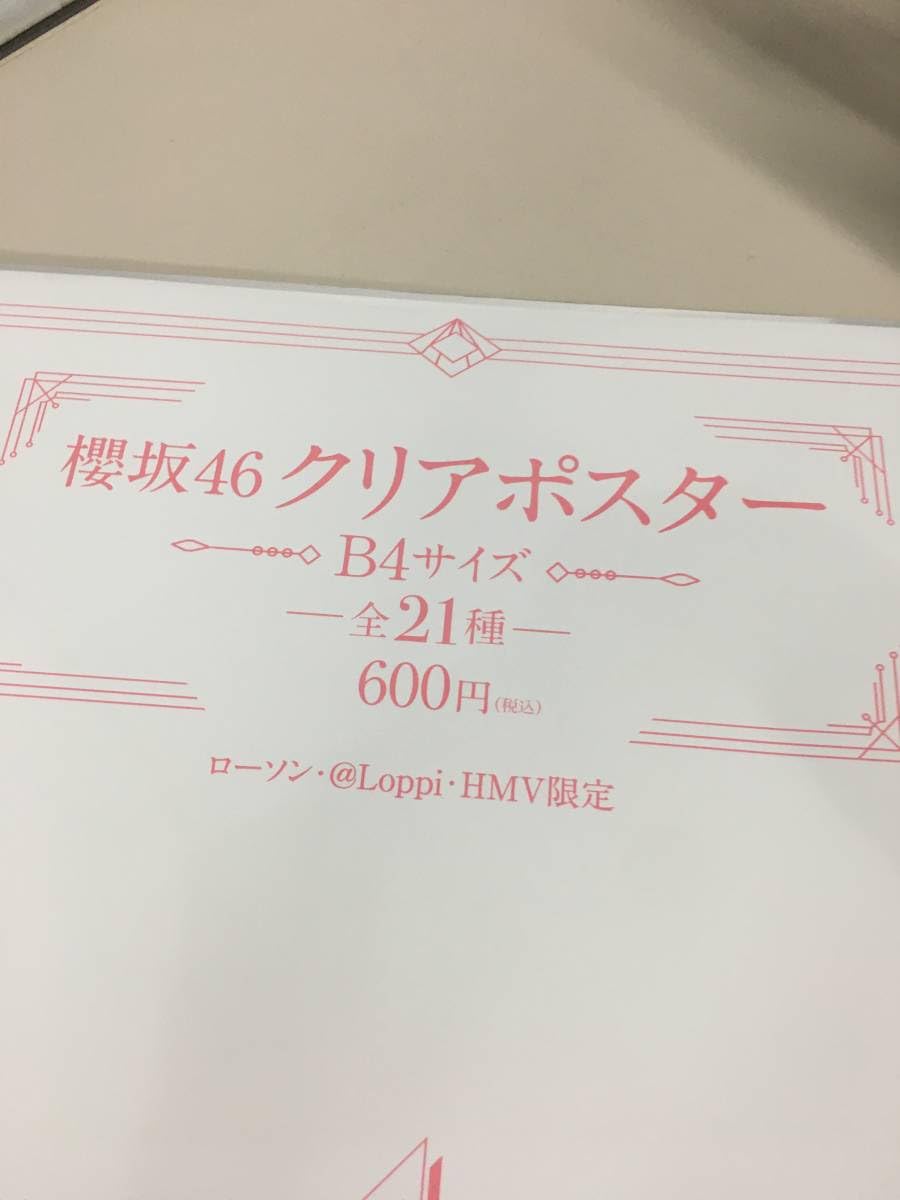 櫻坂46 クリアポスター
B4サイズ
全21種
600円(税込)
ローソン・@Loppi・HMV限定